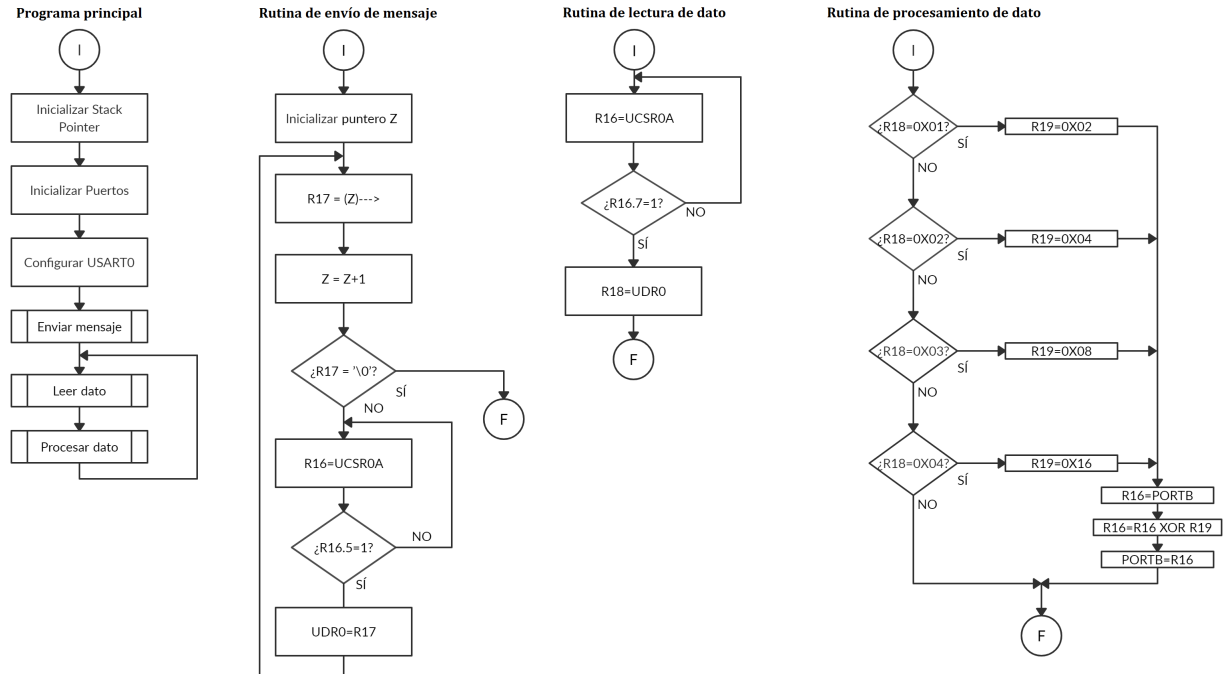 Programa principal
I
Inicializar Stack
Pointer
Inicializar Puertos
Configurar USART0
Enviar mensaje
Leer dato
Procesar dato
Rutina de envío de mensaje
I
Inicializar puntero Z
R17 = (Z)--->
Z = Z+1
¿R17 = '\0'?
SÍ
NO
F
R16=UCSR0A
¿R16.5=1?
NO
SÍ
UDR0=R17
Rutina de lectura de dato
I
R16=UCSR0A
¿R16.7=1?
NO
SÍ
R18=UDR0
F
Rutina de procesamiento de dato
I
¿R18=0X01?
SÍ
R19=0X02
NO
¿R18=0X02?
SÍ
R19=0X04
NO
¿R18=0X03?
SÍ
R19=0X08
NO
¿R18=0X04?
SÍ
R19=0X16
NO
R16=PORTB
R16=R16 XOR R19
PORTB=R16
F